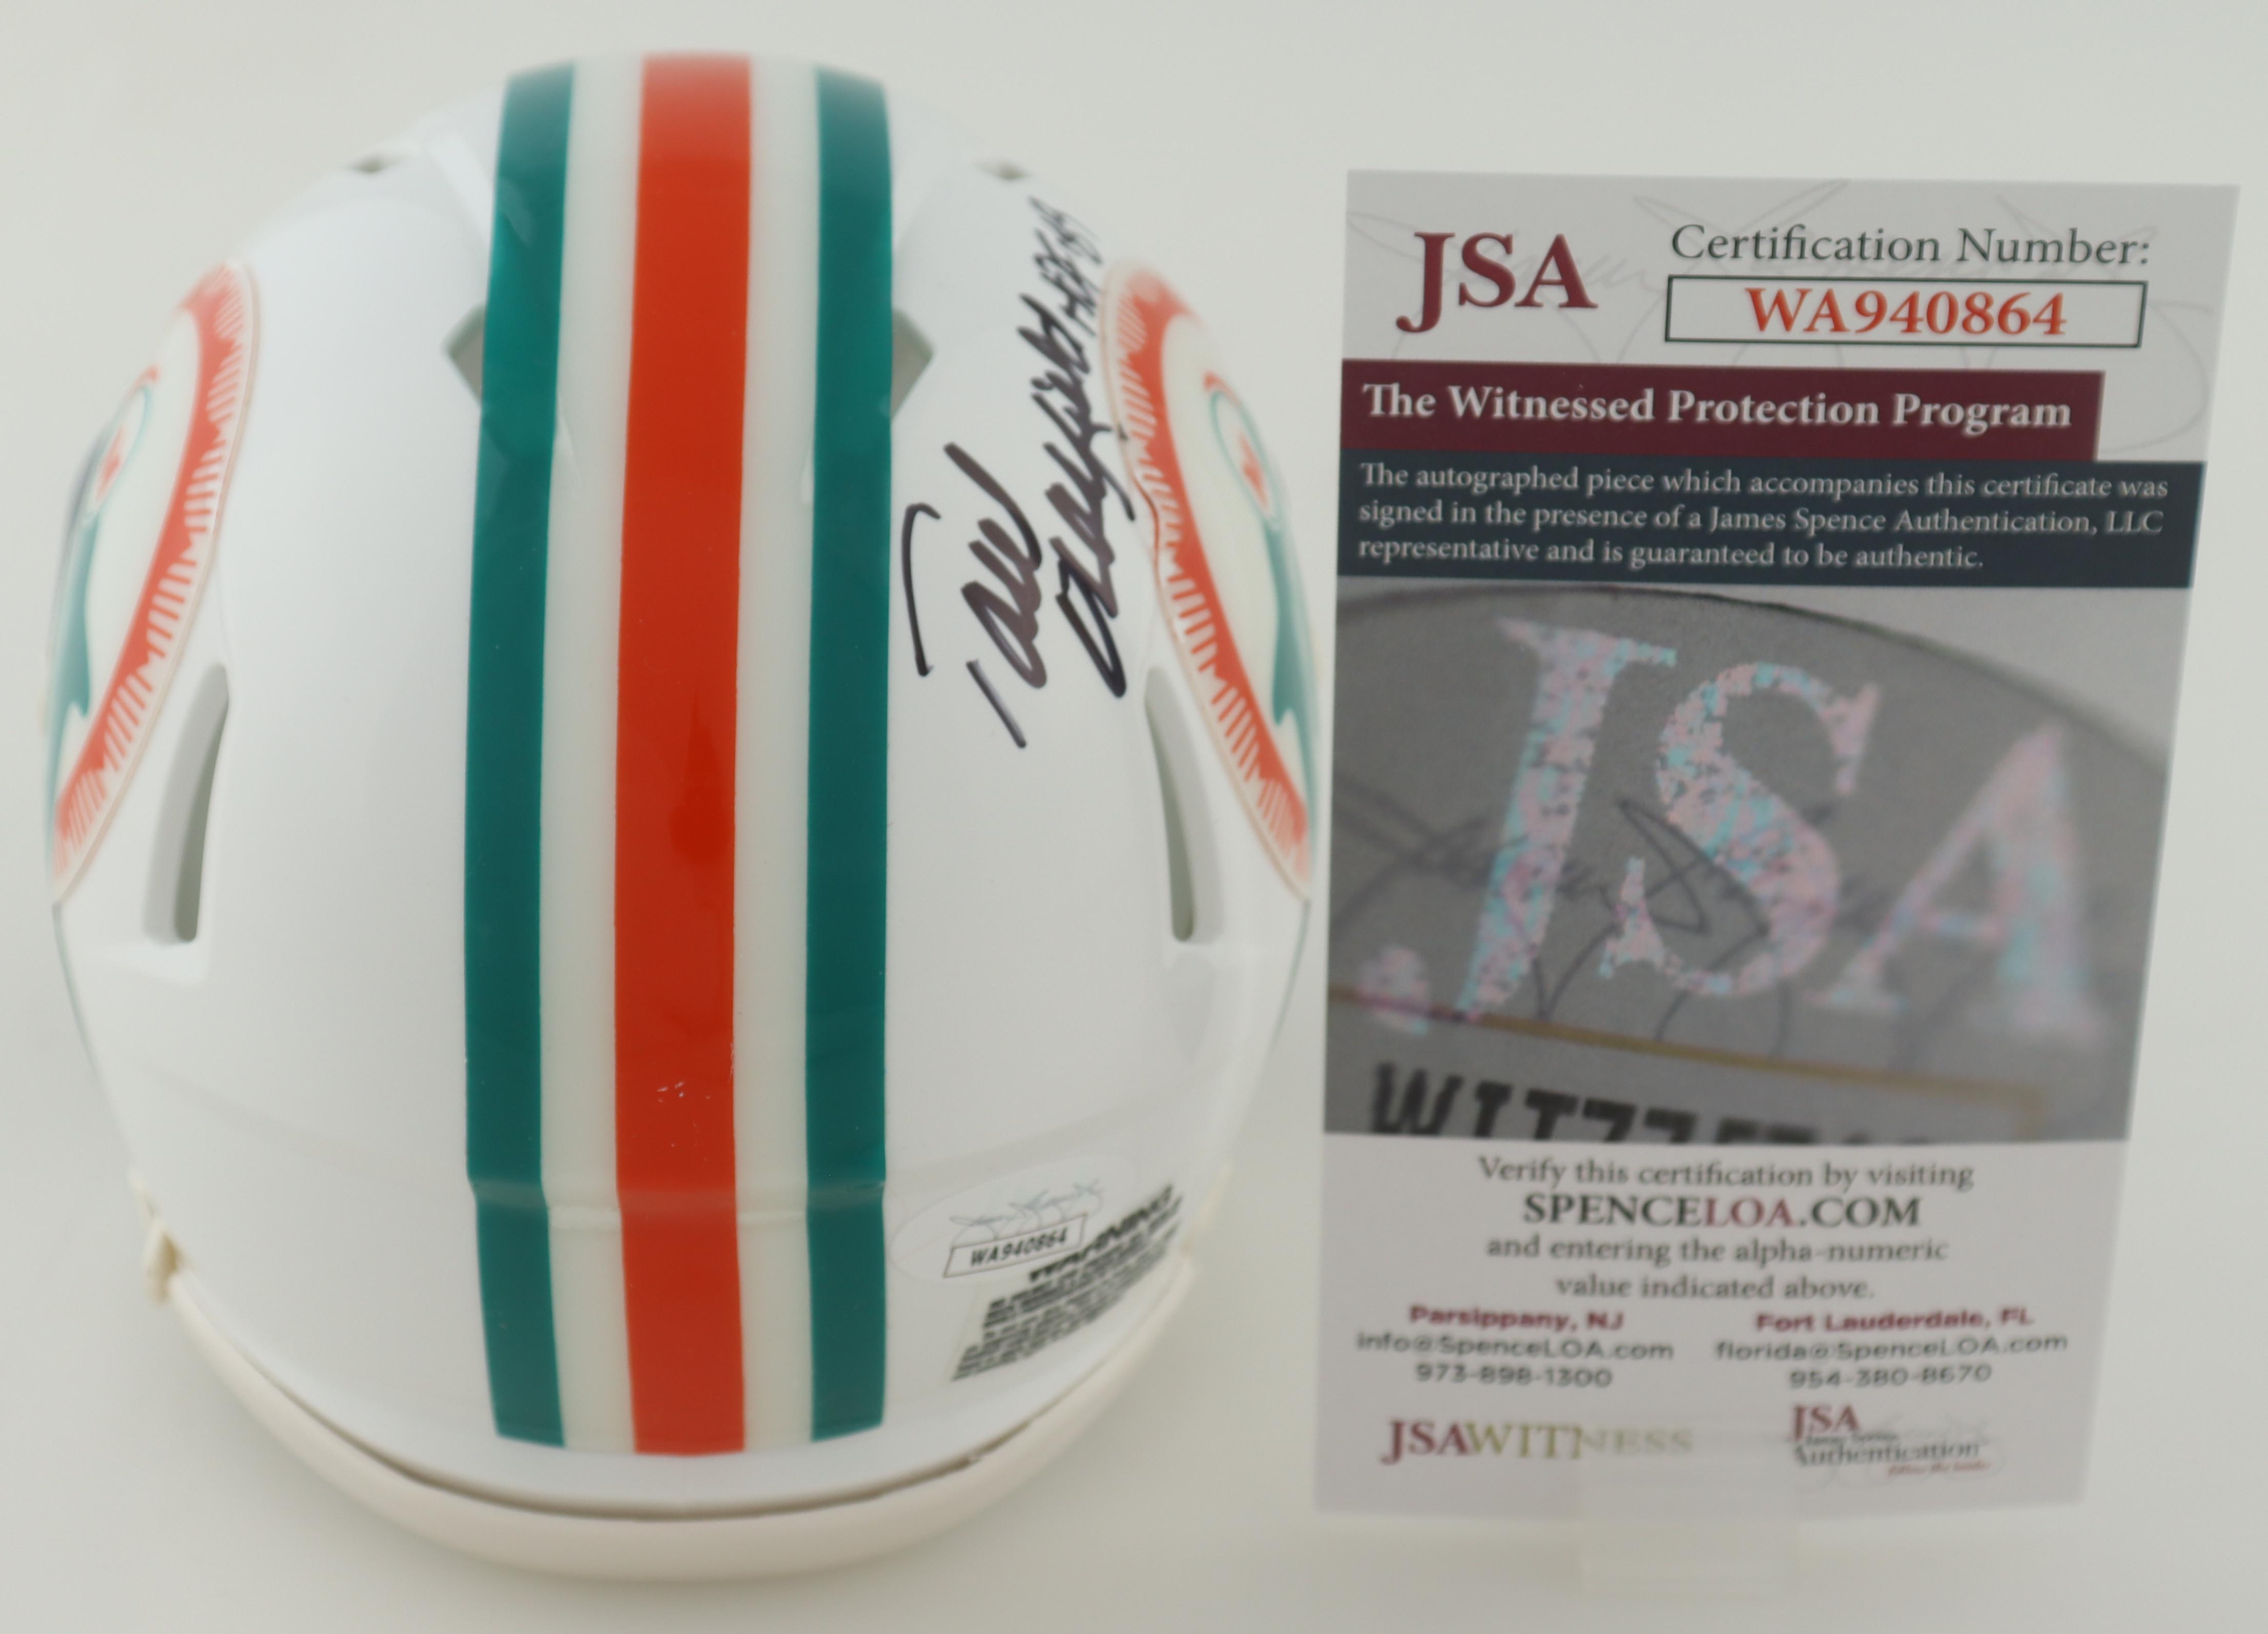 WA940864
WARNING
JSA
Certification Number:
WA940864
The Witnessed Protection Program
The autographed piece which accompanies this certificate was
signed in the presence of a James Spence Authentication, LLC
representative and is guaranteed to be authentic.
JSA
Verify this certification by visiting
SPENCELOA.COM
and entering the alpha-numeric
value indicated above.
Parsippany, NJ
info@SpenceLOA.com
973-898-1300
Fort Lauderdale, FL
florida@SpenceLOA.com
954-380-8670
JSAWITNESS
JSA
Authentication